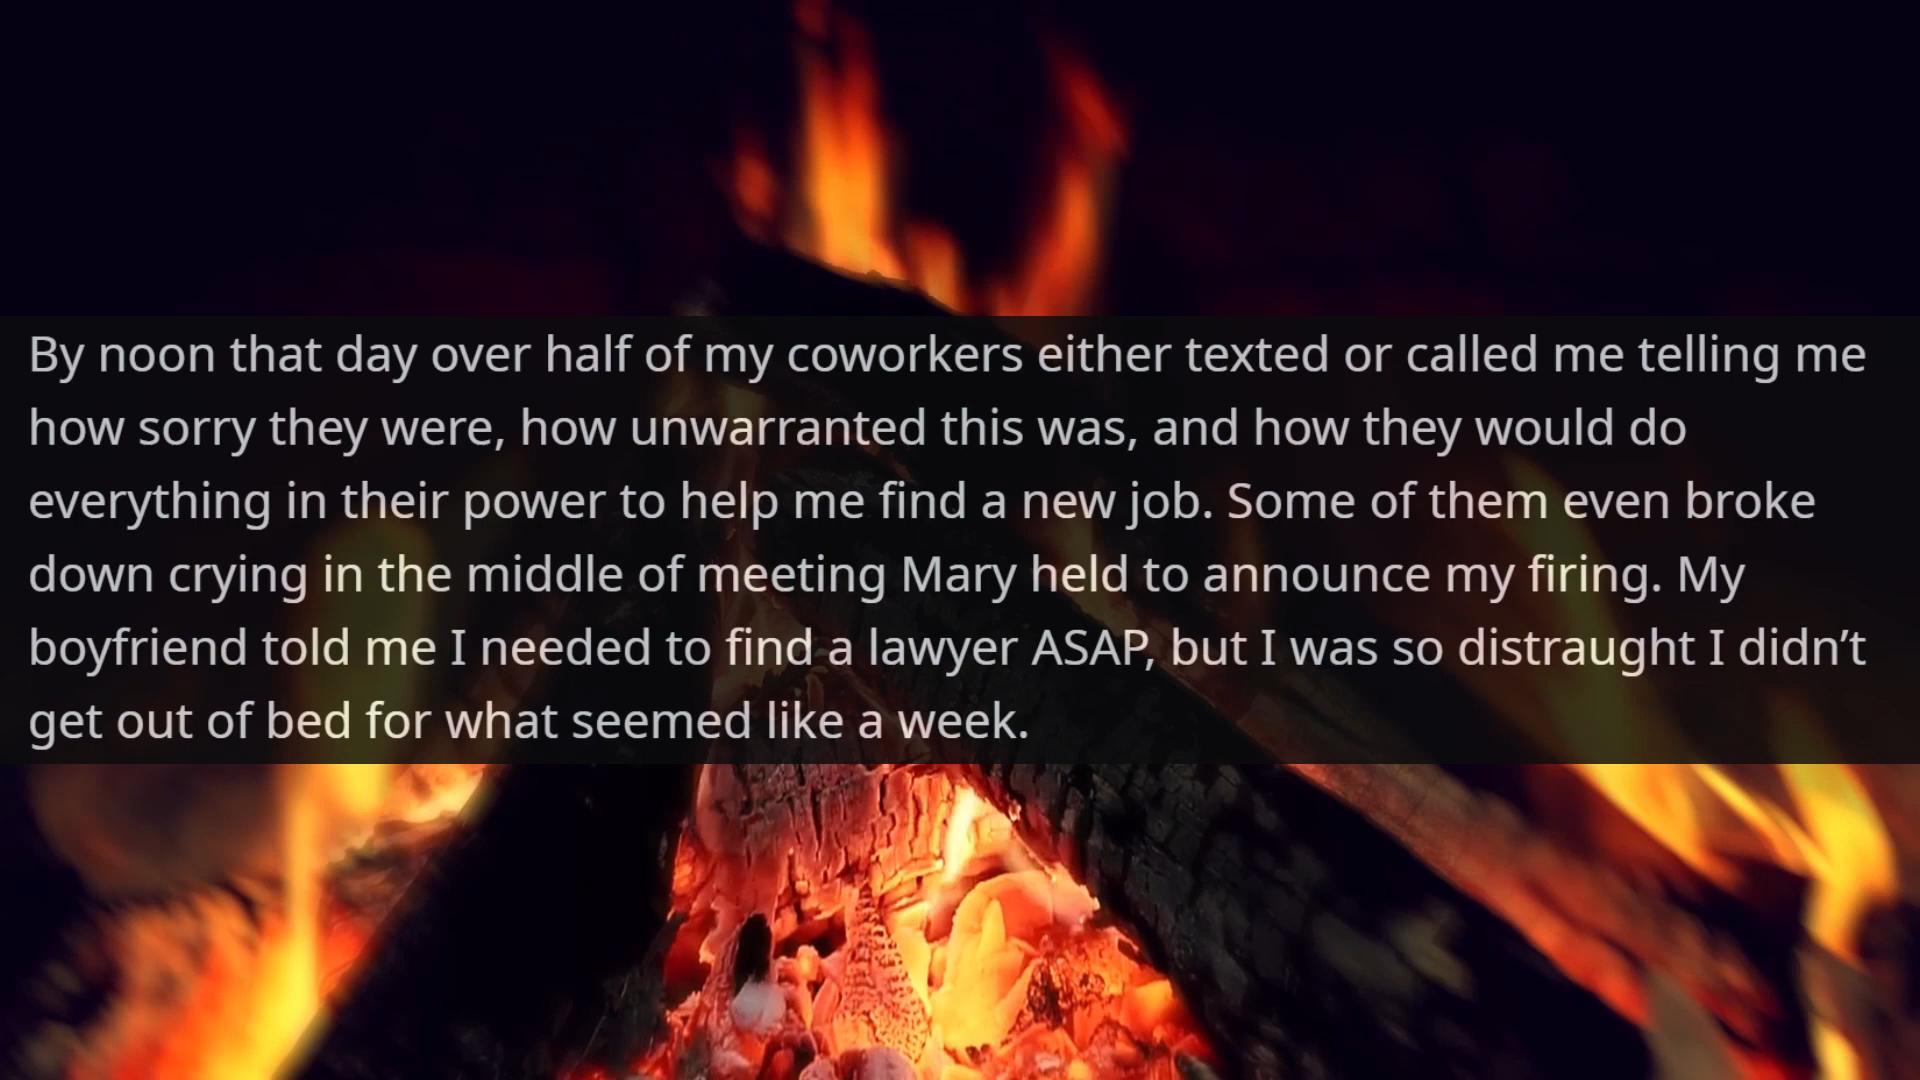 By noon that day over half of my coworkers either texted or called me telling me
how sorry they were, how unwarranted this was, and how they would do
everything in their power to help me find a new job. Some of them even broke
down crying in the middle of meeting Mary held to announce my firing. My
boyfriend told me I needed to find a lawyer ASAP, but I was so distraught I didn’t
get out of bed for what seemed like a week.